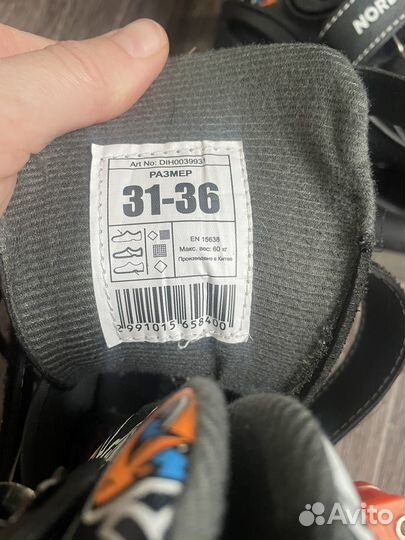 NORD
Art No: DIH003993
РАЗМЕР
31-36
EN 15638
Макс. вес: 60 кг
Произведено в Китае
2991015658400
Avito